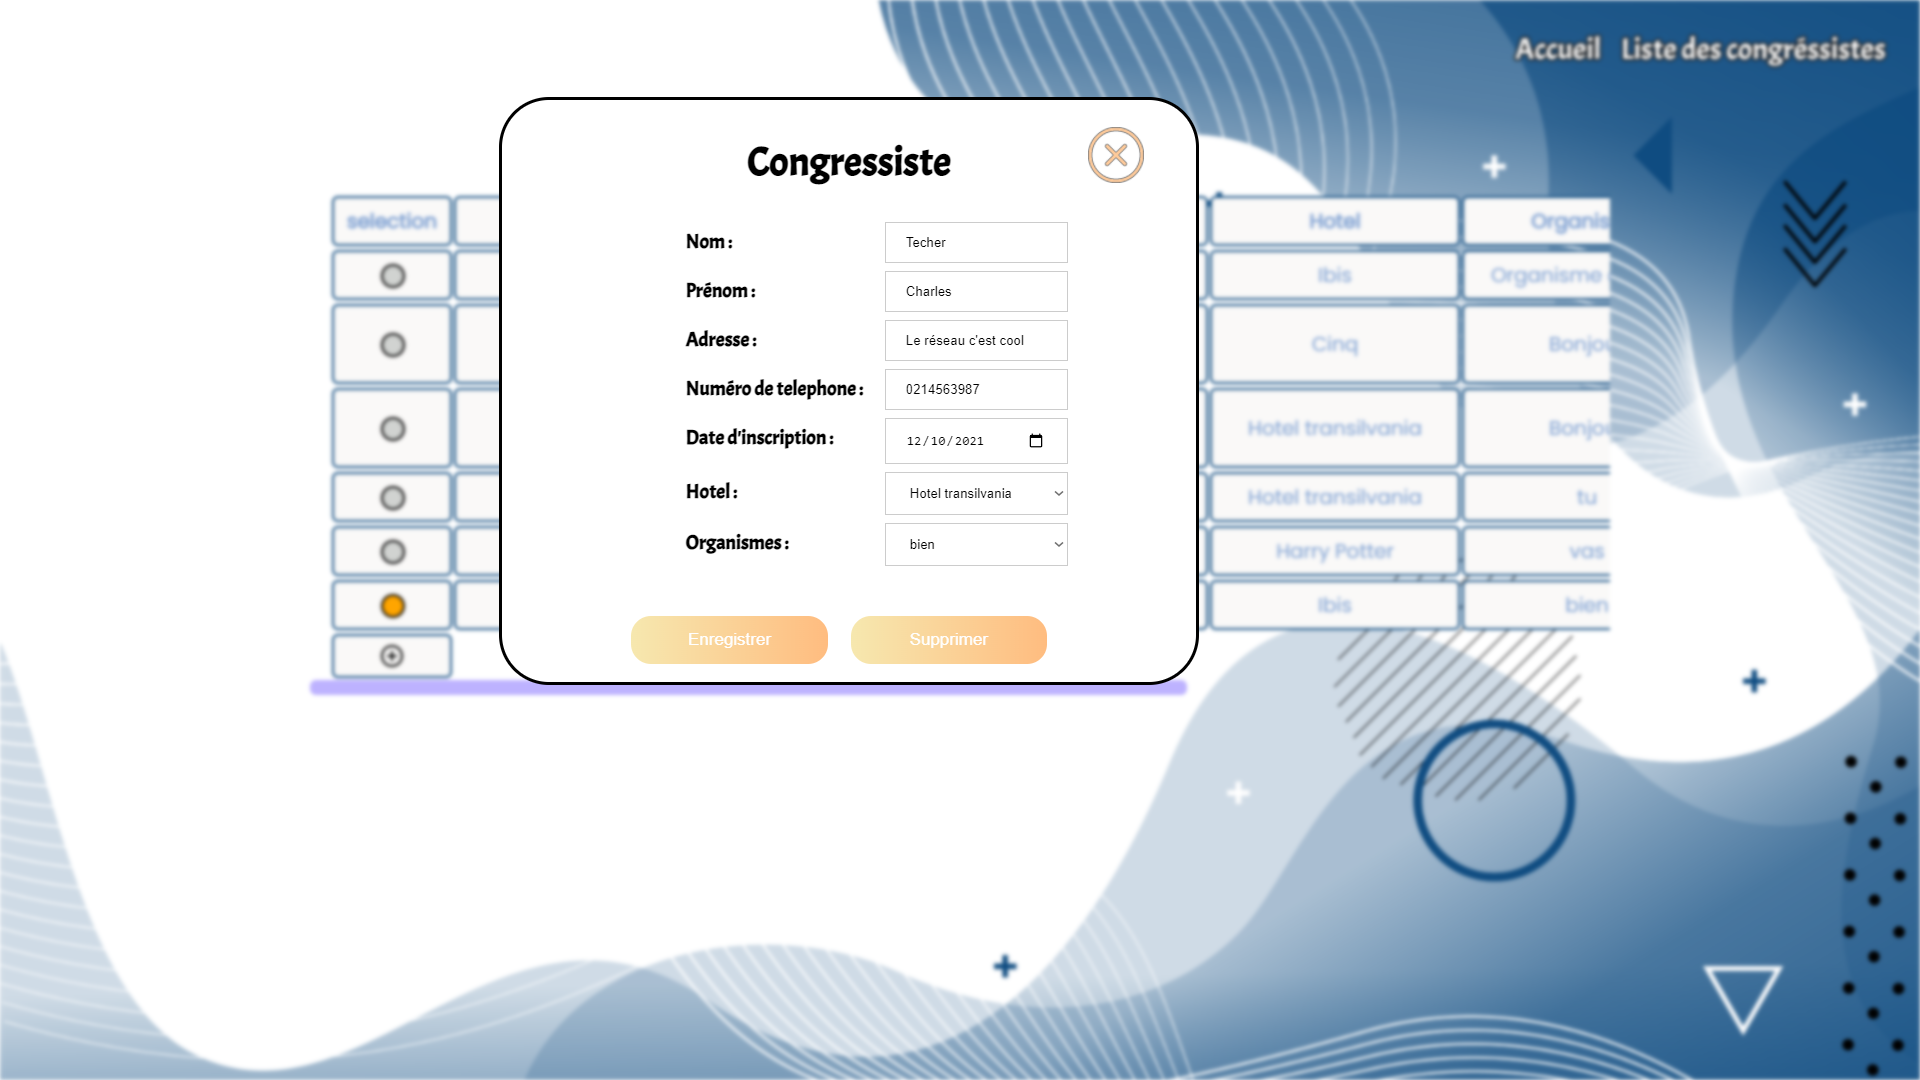 Accueil Liste des congréssistes
Congressiste
selection Hotel Organis
Nom : Techer
Ibis Organisme
Prénom : Charles
Adresse : Le réseau c'est cool
Cinq Bonjo
Numéro de telephone : 0214563987
Date d'inscription : 12/10/2021
Hotel transilvania Bonjo
Hotel : Hotel transilvania
Hotel transilvania tu
Organismes : bien
Harry Potter vas
Ibis bien
Enregistrer Supprimer